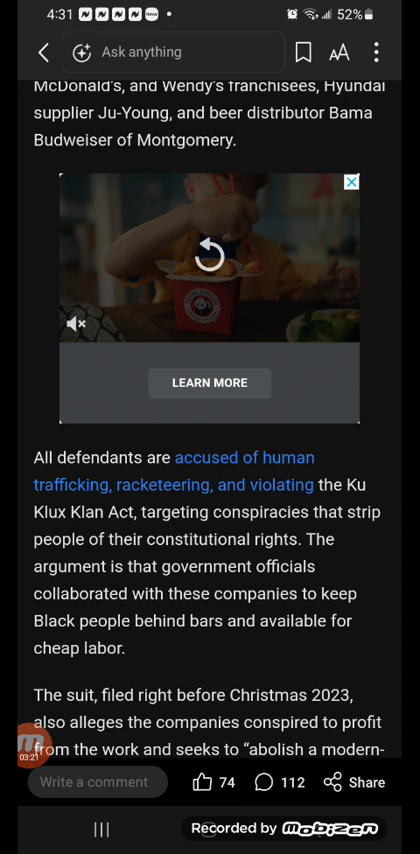 4:31
52%
Ask anything
AA
McDonald's, and Wendy's franchisees, Hyundai
supplier Ju-Young, and beer distributor Bama
Budweiser of Montgomery.
LEARN MORE
All defendants are accused of human
trafficking, racketeering, and violating the Ku
Klux Klan Act, targeting conspiracies that strip
people of their constitutional rights. The
argument is that government officials
collaborated with these companies to keep
Black people behind bars and available for
cheap labor.
The suit, filed right before Christmas 2023,
also alleges the companies conspired to profit
03:21
from the work and seeks to “abolish a modern-
Write a comment
74
112
Share
Recorded by Mobizen